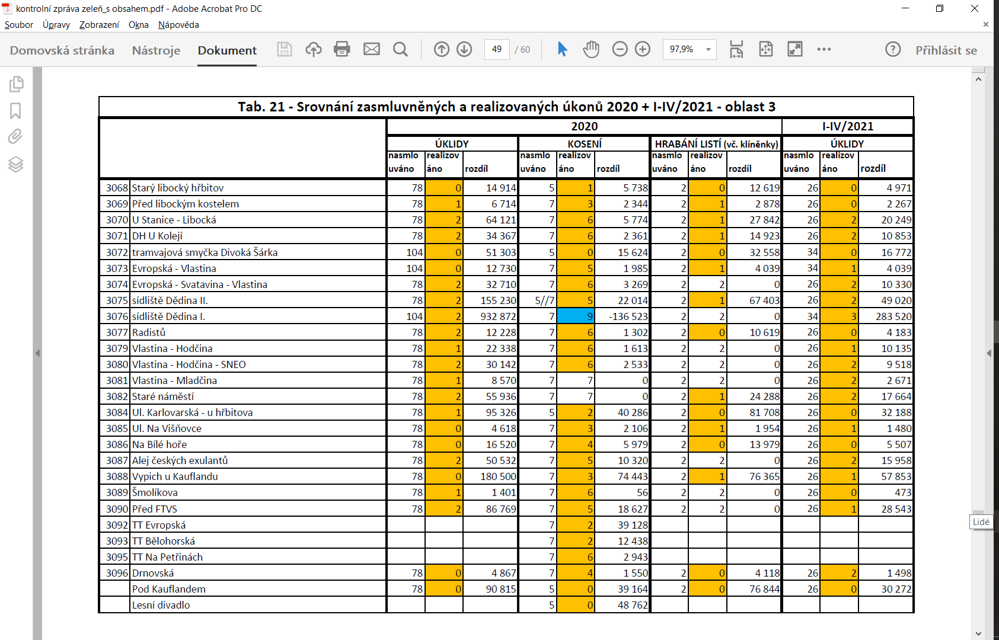 kontrolní zpráva zeleň_s obsahem.pdf - Adobe Acrobat Pro DC
Soubor Úpravy Zobrazení Okna Nápověda
Domovská stránka Nástroje Dokument 49 / 60 97,9% Přihlásit se
Tab. 21 - Srovnání zasmluvněných a realizovaných úkonů 2020 + I-IV/2021 - oblast 3
2020 I-IV/2021
ÚKLIDY KOSENÍ HRABÁNÍ LISTÍ (vč. klíněnky) ÚKLIDY
nasmlo realizov nasmlo realizov nasmlo realizov nasmlo realizov
uváno áno rozdíl uváno áno rozdíl uváno áno rozdíl uváno áno rozdíl
3068 Starý libocký hřbitov 78 0 14 914 5 1 5 738 2 0 12 619 26 0 4 971
3069 Před libockým kostelem 78 1 6 714 7 3 2 344 2 1 2 878 26 0 2 267
3070 U Stanice - Libocká 78 2 64 121 7 6 5 774 2 1 27 842 26 2 20 249
3071 DH U Kolejí 78 2 34 367 7 6 2 361 2 1 14 923 26 2 10 853
3072 tramvajová smyčka Divoká Šárka 104 0 51 303 5 0 15 624 2 0 32 558 34 0 16 772
3073 Evropská - Vlastina 104 0 12 730 7 5 1 985 2 1 4 039 34 1 4 039
3074 Evropská - Svatavina - Vlastina 78 2 32 710 7 6 3 269 2 2 0 26 2 10 330
3075 sídliště Dědina II. 78 2 155 230 5//7 5 22 014 2 1 67 403 26 2 49 020
3076 sídliště Dědina I. 104 2 932 872 7 9 -136 523 2 2 0 34 3 283 520
3077 Radistů 78 2 12 228 7 6 1 302 2 0 10 619 26 0 4 183
3079 Vlastina - Hodčina 78 1 22 338 7 6 1 613 2 2 0 26 1 10 135
3080 Vlastina - Hodčina - SNEO 78 2 30 142 7 6 2 533 2 2 0 26 2 9 518
3081 Vlastina - Mladčina 78 1 8 570 7 7 0 2 2 0 26 2 2 671
3082 Staré náměstí 78 2 55 936 7 7 0 2 1 24 288 26 2 17 664
3084 Ul. Karlovarská - u hřbitova 78 1 95 326 5 2 40 286 2 0 81 708 26 0 32 188
3085 Ul. Na Višňovce 78 0 4 618 7 3 2 106 2 1 1 954 26 1 1 480
3086 Na Bílé hoře 78 0 16 520 7 4 5 979 2 0 13 979 26 0 5 507
3087 Alej českých exulantů 78 2 50 532 7 5 10 320 2 2 0 26 2 15 958
3088 Vypich u Kauflandu 78 0 180 500 7 3 74 443 2 1 76 365 26 1 57 853
3089 Šmolíkova 78 1 1 401 7 6 56 2 2 0 26 0 473
3090 Před FTVS 78 2 86 769 7 5 18 627 2 2 0 26 1 28 543
3092 TT Evropská 7 2 39 128
Lidé
3093 TT Bělohorská 7 2 12 438
3095 TT Na Petřinách 7 6 2 943
3096 Drnovská 78 0 4 867 7 4 1 550 2 0 4 118 26 2 1 498
Pod Kauflandem 78 0 90 815 5 0 39 164 2 0 76 844 26 0 30 272
Lesní divadlo 5 0 48 762